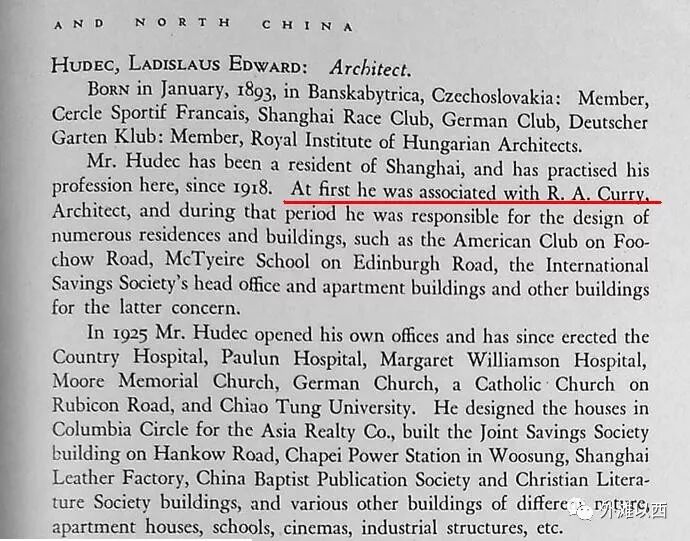 AND NORTH CHINA
HUDEC, LADISLAUS EDWARD: Architect.
BORN in January, 1893, in Banskabytrica, Czechoslovakia: Member,
Cercle Sportif Francais, Shanghai Race Club, German Club, Deutscher
Garten Klub: Member, Royal Institute of Hungarian Architects.
Mr. Hudec has been a resident of Shanghai, and has practised his
profession here, since 1918. At first he was associated with R. A. Curry,
Architect, and during that period he was responsible for the design of
numerous residences and buildings, such as the American Club on Foo-
chow Road, McTyeire School on Edinburgh Road, the International
Savings Society's head office and apartment buildings and other buildings
for the latter concern.
In 1925 Mr. Hudec opened his own offices and has since erected the
Country Hospital, Paulun Hospital, Margaret Williamson Hospital,
Moore Memorial Church, German Church, a Catholic Church on
Rubicon Road, and Chiao Tung University. He designed the houses in
Columbia Circle for the Asia Realty Co., built the Joint Savings Society
building on Hankow Road, Chapei Power Station in Woosung, Shanghai
Leather Factory, China Baptist Publication Society and Christian Litera-
ture Society buildings, and various other buildings of different nature,
apartment houses, schools, cinemas, industrial structures, etc.
外滩以西